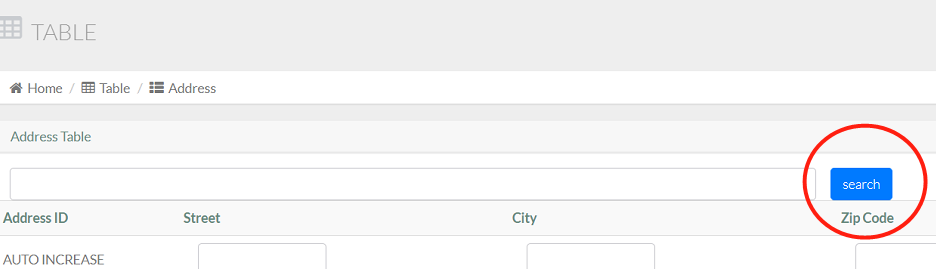 TABLE
Home / Table / Address
Address Table
search
Address ID Street City Zip Code
AUTO INCREASE